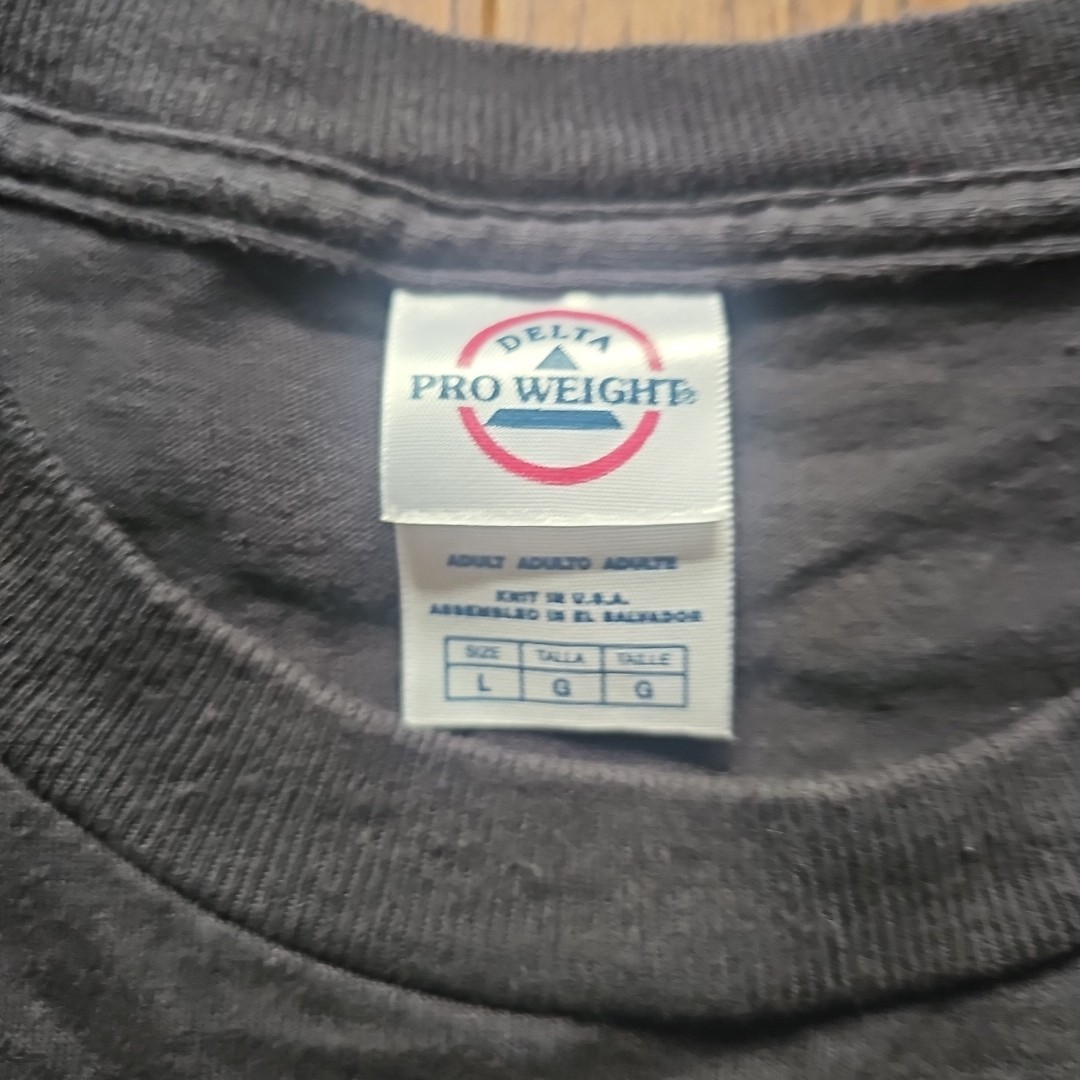 DELTA
PRO WEIGHT®
ADULT ADULTO ADULTE
KNIT IN U.S.A.
ASSEMBLED IN EL SALVADOR
SIZE TALLA TAILLE
L G G